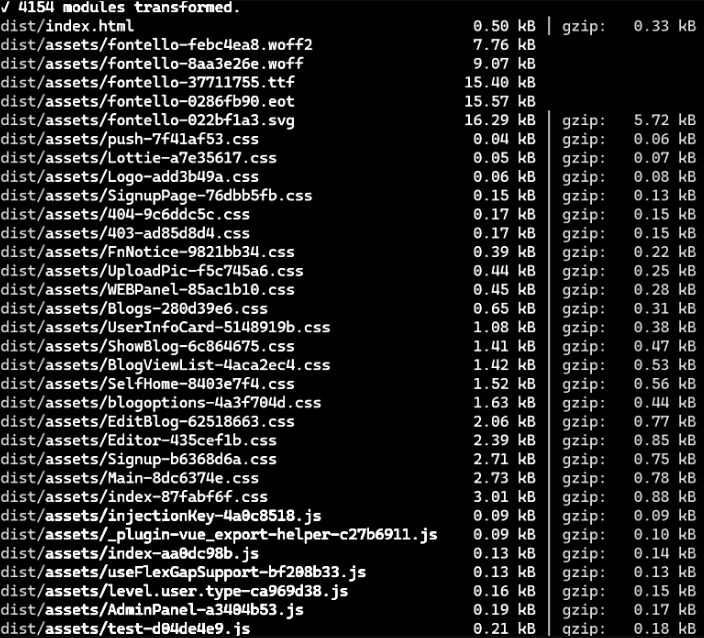 ✓ 4154 modules transformed.
dist/index.html 0.50 kB │ gzip: 0.33 kB
dist/assets/fontello-febc4ea8.woff2 7.76 kB
dist/assets/fontello-8aa3e26e.woff 9.07 kB
dist/assets/fontello-37711755.ttf 15.40 kB
dist/assets/fontello-0286fb90.eot 15.57 kB
dist/assets/fontello-022bf1a3.svg 16.29 kB │ gzip: 5.72 kB
dist/assets/push-7f41af53.css 0.04 kB │ gzip: 0.06 kB
dist/assets/Lottie-a7e35617.css 0.05 kB │ gzip: 0.07 kB
dist/assets/Logo-add3b49a.css 0.06 kB │ gzip: 0.08 kB
dist/assets/SignupPage-76dbb5fb.css 0.15 kB │ gzip: 0.13 kB
dist/assets/404-9c6ddc5c.css 0.17 kB │ gzip: 0.15 kB
dist/assets/403-ad85d8d4.css 0.17 kB │ gzip: 0.15 kB
dist/assets/FnNotice-9821bb34.css 0.39 kB │ gzip: 0.22 kB
dist/assets/UploadPic-f5c745a6.css 0.44 kB │ gzip: 0.25 kB
dist/assets/WEBPanel-85ac1b10.css 0.45 kB │ gzip: 0.28 kB
dist/assets/Blogs-280d39e6.css 0.65 kB │ gzip: 0.31 kB
dist/assets/UserInfoCard-5148919b.css 1.08 kB │ gzip: 0.38 kB
dist/assets/ShowBlog-6c864675.css 1.41 kB │ gzip: 0.47 kB
dist/assets/BlogViewList-4aca2ec4.css 1.42 kB │ gzip: 0.53 kB
dist/assets/SelfHome-8403e7f4.css 1.52 kB │ gzip: 0.56 kB
dist/assets/blogoptions-4a3f704d.css 1.63 kB │ gzip: 0.44 kB
dist/assets/EditBlog-62518663.css 2.06 kB │ gzip: 0.77 kB
dist/assets/Editor-435cef1b.css 2.39 kB │ gzip: 0.85 kB
dist/assets/Signup-b6368d6a.css 2.71 kB │ gzip: 0.75 kB
dist/assets/Main-8dc6374e.css 2.73 kB │ gzip: 0.78 kB
dist/assets/index-87fabf6f.css 3.01 kB │ gzip: 0.88 kB
dist/assets/injectionKey-4a0c8518.js 0.09 kB │ gzip: 0.09 kB
dist/assets/_plugin-vue_export-helper-c27b6911.js 0.09 kB │ gzip: 0.10 kB
dist/assets/index-aa0dc98b.js 0.13 kB │ gzip: 0.14 kB
dist/assets/useFlexGapSupport-bf208b33.js 0.13 kB │ gzip: 0.13 kB
dist/assets/level.user.type-ca969d38.js 0.16 kB │ gzip: 0.15 kB
dist/assets/AdminPanel-a3404b53.js 0.19 kB │ gzip: 0.17 kB
dist/assets/test-d04de4e9.js 0.21 kB │ gzip: 0.18 kB